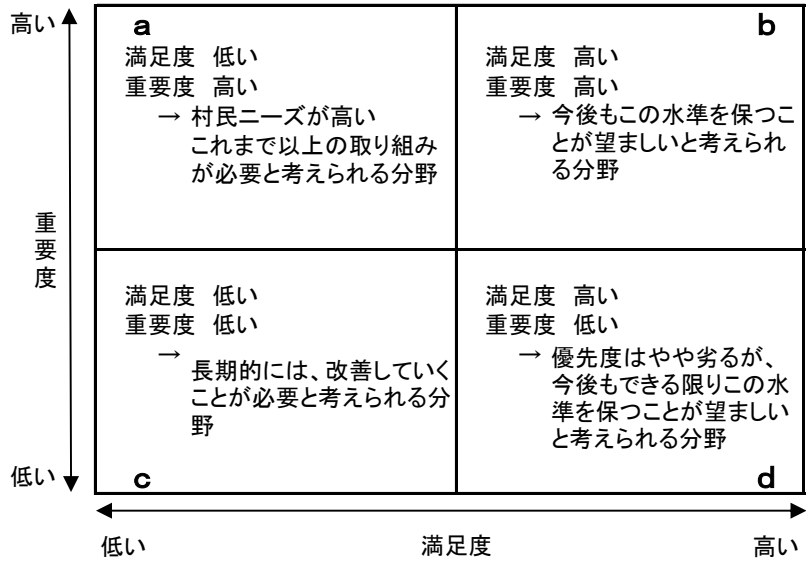 高い
a
満足度 低い
重要度 高い
→ 村民ニーズが高い
これまで以上の取り組み
が必要と考えられる分野
b
満足度 高い
重要度 高い
→ 今後もこの水準を保つこ
とが望ましいと考えられ
る分野
重要度
満足度 低い
重要度 低い
→
長期的には、改善していく
ことが必要と考えられる分
野
c
満足度 高い
重要度 低い
→ 優先度はやや劣るが、
今後もできる限りこの水
準を保つことが望ましい
と考えられる分野
d
低い
低い
満足度
高い